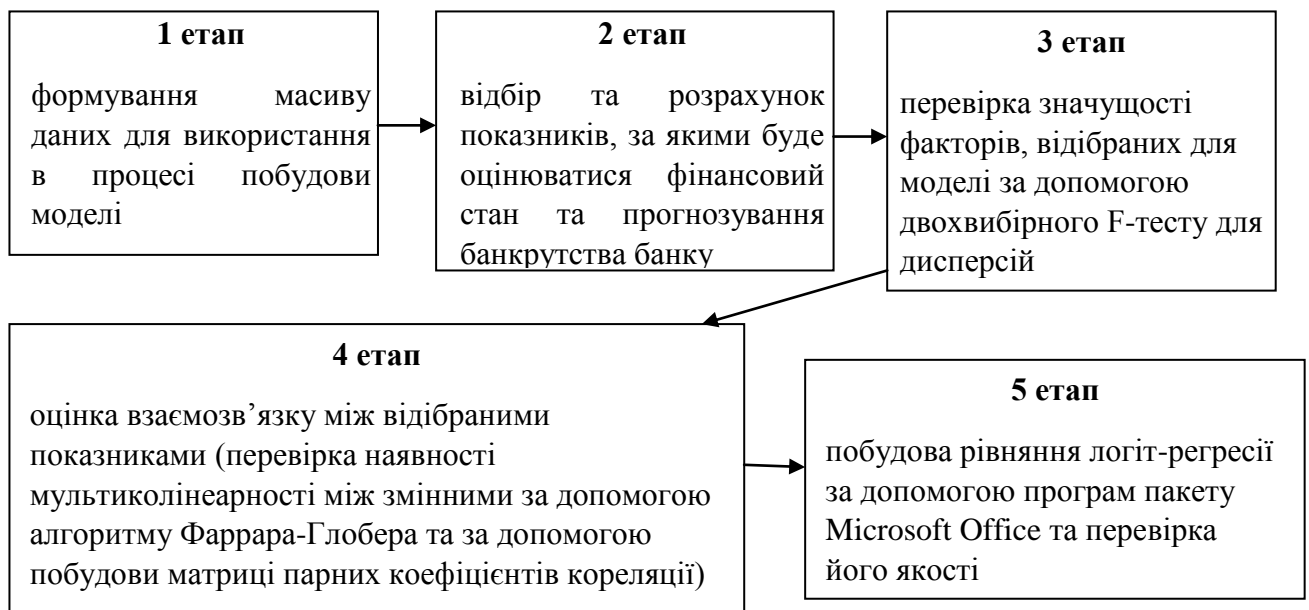 1 етап
формування масиву
даних для використання
в процесі побудови
моделі
2 етап
відбір та розрахунок
показників, за якими буде
оцінюватися фінансовий
стан та прогнозування
банкрутства банку
3 етап
перевірка значущості
факторів, відібраних для
моделі за допомогою
двохвибірного F-тесту для
дисперсій
4 етап
оцінка взаємозв’язку між відібраними
показниками (перевірка наявності
мультиколінеарності між змінними за допомогою
алгоритму Фаррара-Глобера та за допомогою
побудови матриці парних коефіцієнтів кореляції)
5 етап
побудова рівняння логіт-регресії
за допомогою програм пакету
Microsoft Office та перевірка
його якості